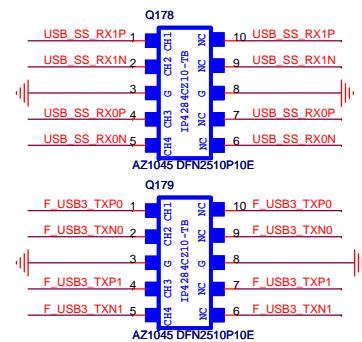 Q178
USB_SS_RX1P 1 CH1 NC 10 USB_SS_RX1P
USB_SS_RX1N 2 CH2 NC 9 USB_SS_RX1N
3 G G 8
USB_SS_RX0P 4 CH3 NC 7 USB_SS_RX0P
USB_SS_RX0N 5 CH4 NC 6 USB_SS_RX0N
IP4284CZ10-TB
AZ1045 DFN2510P10E
Q179
F_USB3_TXP0 1 CH1 NC 10 F_USB3_TXP0
F_USB3_TXN0 2 CH2 NC 9 F_USB3_TXN0
3 G G 8
F_USB3_TXP1 4 CH3 NC 7 F_USB3_TXP1
F_USB3_TXN1 5 CH4 NC 6 F_USB3_TXN1
IP4284CZ10-TB
AZ1045 DFN2510P10E